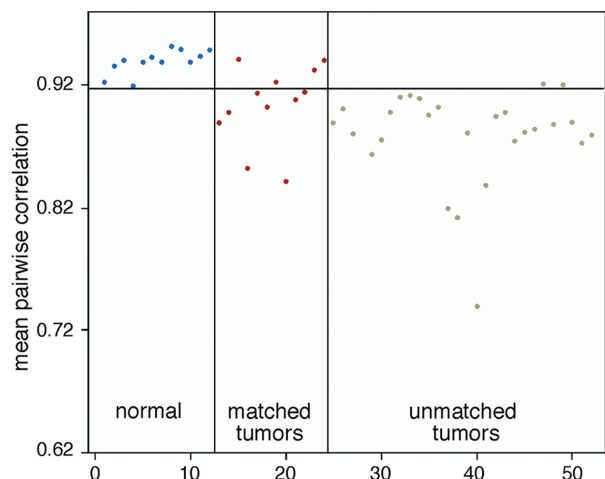 mean pairwise correlation
0.92
0.82
0.72
0.62
normal
matched
tumors
unmatched
tumors
0 10 20 30 40 50